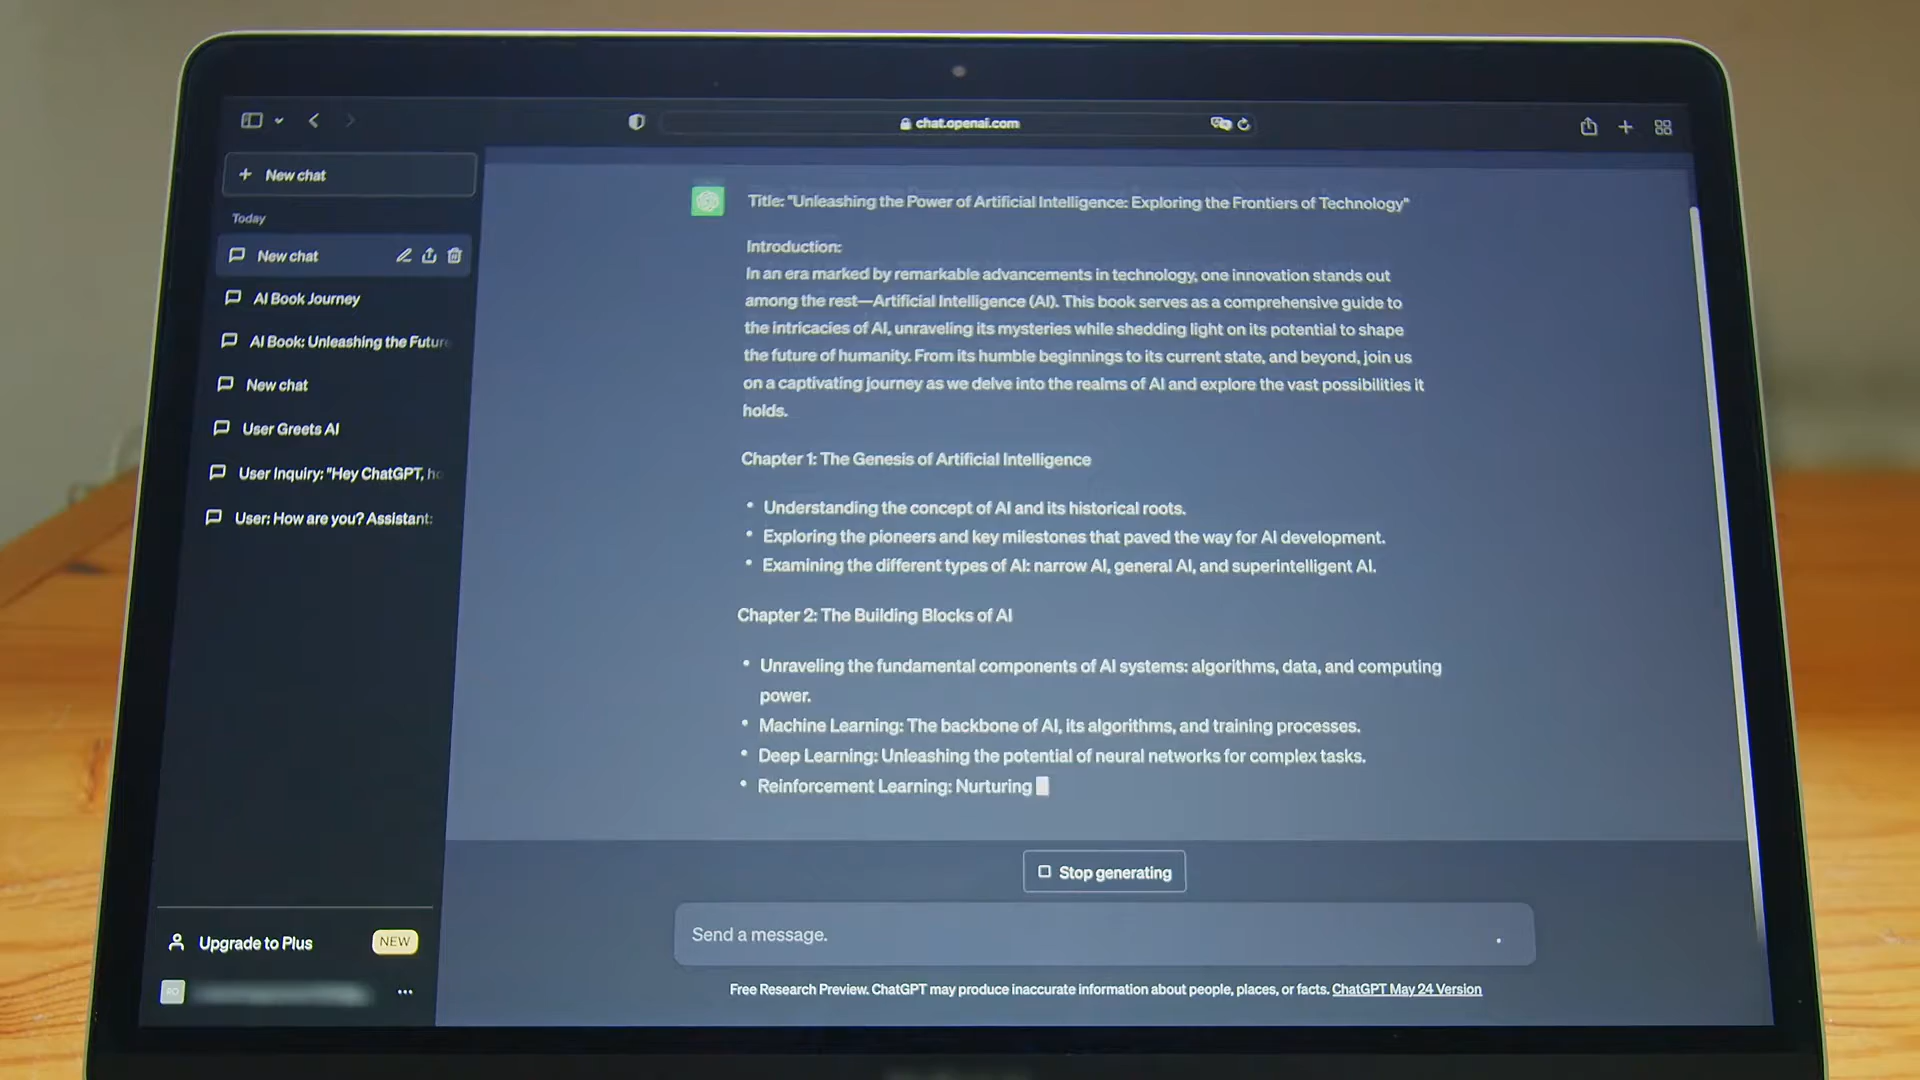 chat.openai.com
+ New chat
Today
New chat
AI Book Journey
AI Book: Unleashing the Futur
New chat
User Greets AI
User Inquiry: "Hey ChatGPT, ho
User: How are you? Assistant:
Upgrade to Plus NEW
RO
Title: "Unleashing the Power of Artificial Intelligence: Exploring the Frontiers of Technology"
Introduction:
In an era marked by remarkable advancements in technology, one innovation stands out
among the rest—Artificial Intelligence (AI). This book serves as a comprehensive guide to
the intricacies of AI, unraveling its mysteries while shedding light on its potential to shape
the future of humanity. From its humble beginnings to its current state, and beyond, join us
on a captivating journey as we delve into the realms of AI and explore the vast possibilities it
holds.
Chapter 1: The Genesis of Artificial Intelligence
• Understanding the concept of AI and its historical roots.
• Exploring the pioneers and key milestones that paved the way for AI development.
• Examining the different types of AI: narrow AI, general AI, and superintelligent AI.
Chapter 2: The Building Blocks of AI
• Unraveling the fundamental components of AI systems: algorithms, data, and computing
power.
• Machine Learning: The backbone of AI, its algorithms, and training processes.
• Deep Learning: Unleashing the potential of neural networks for complex tasks.
• Reinforcement Learning: Nurturing
Stop generating
Send a message.
Free Research Preview. ChatGPT may produce inaccurate information about people, places, or facts. ChatGPT May 24 Version